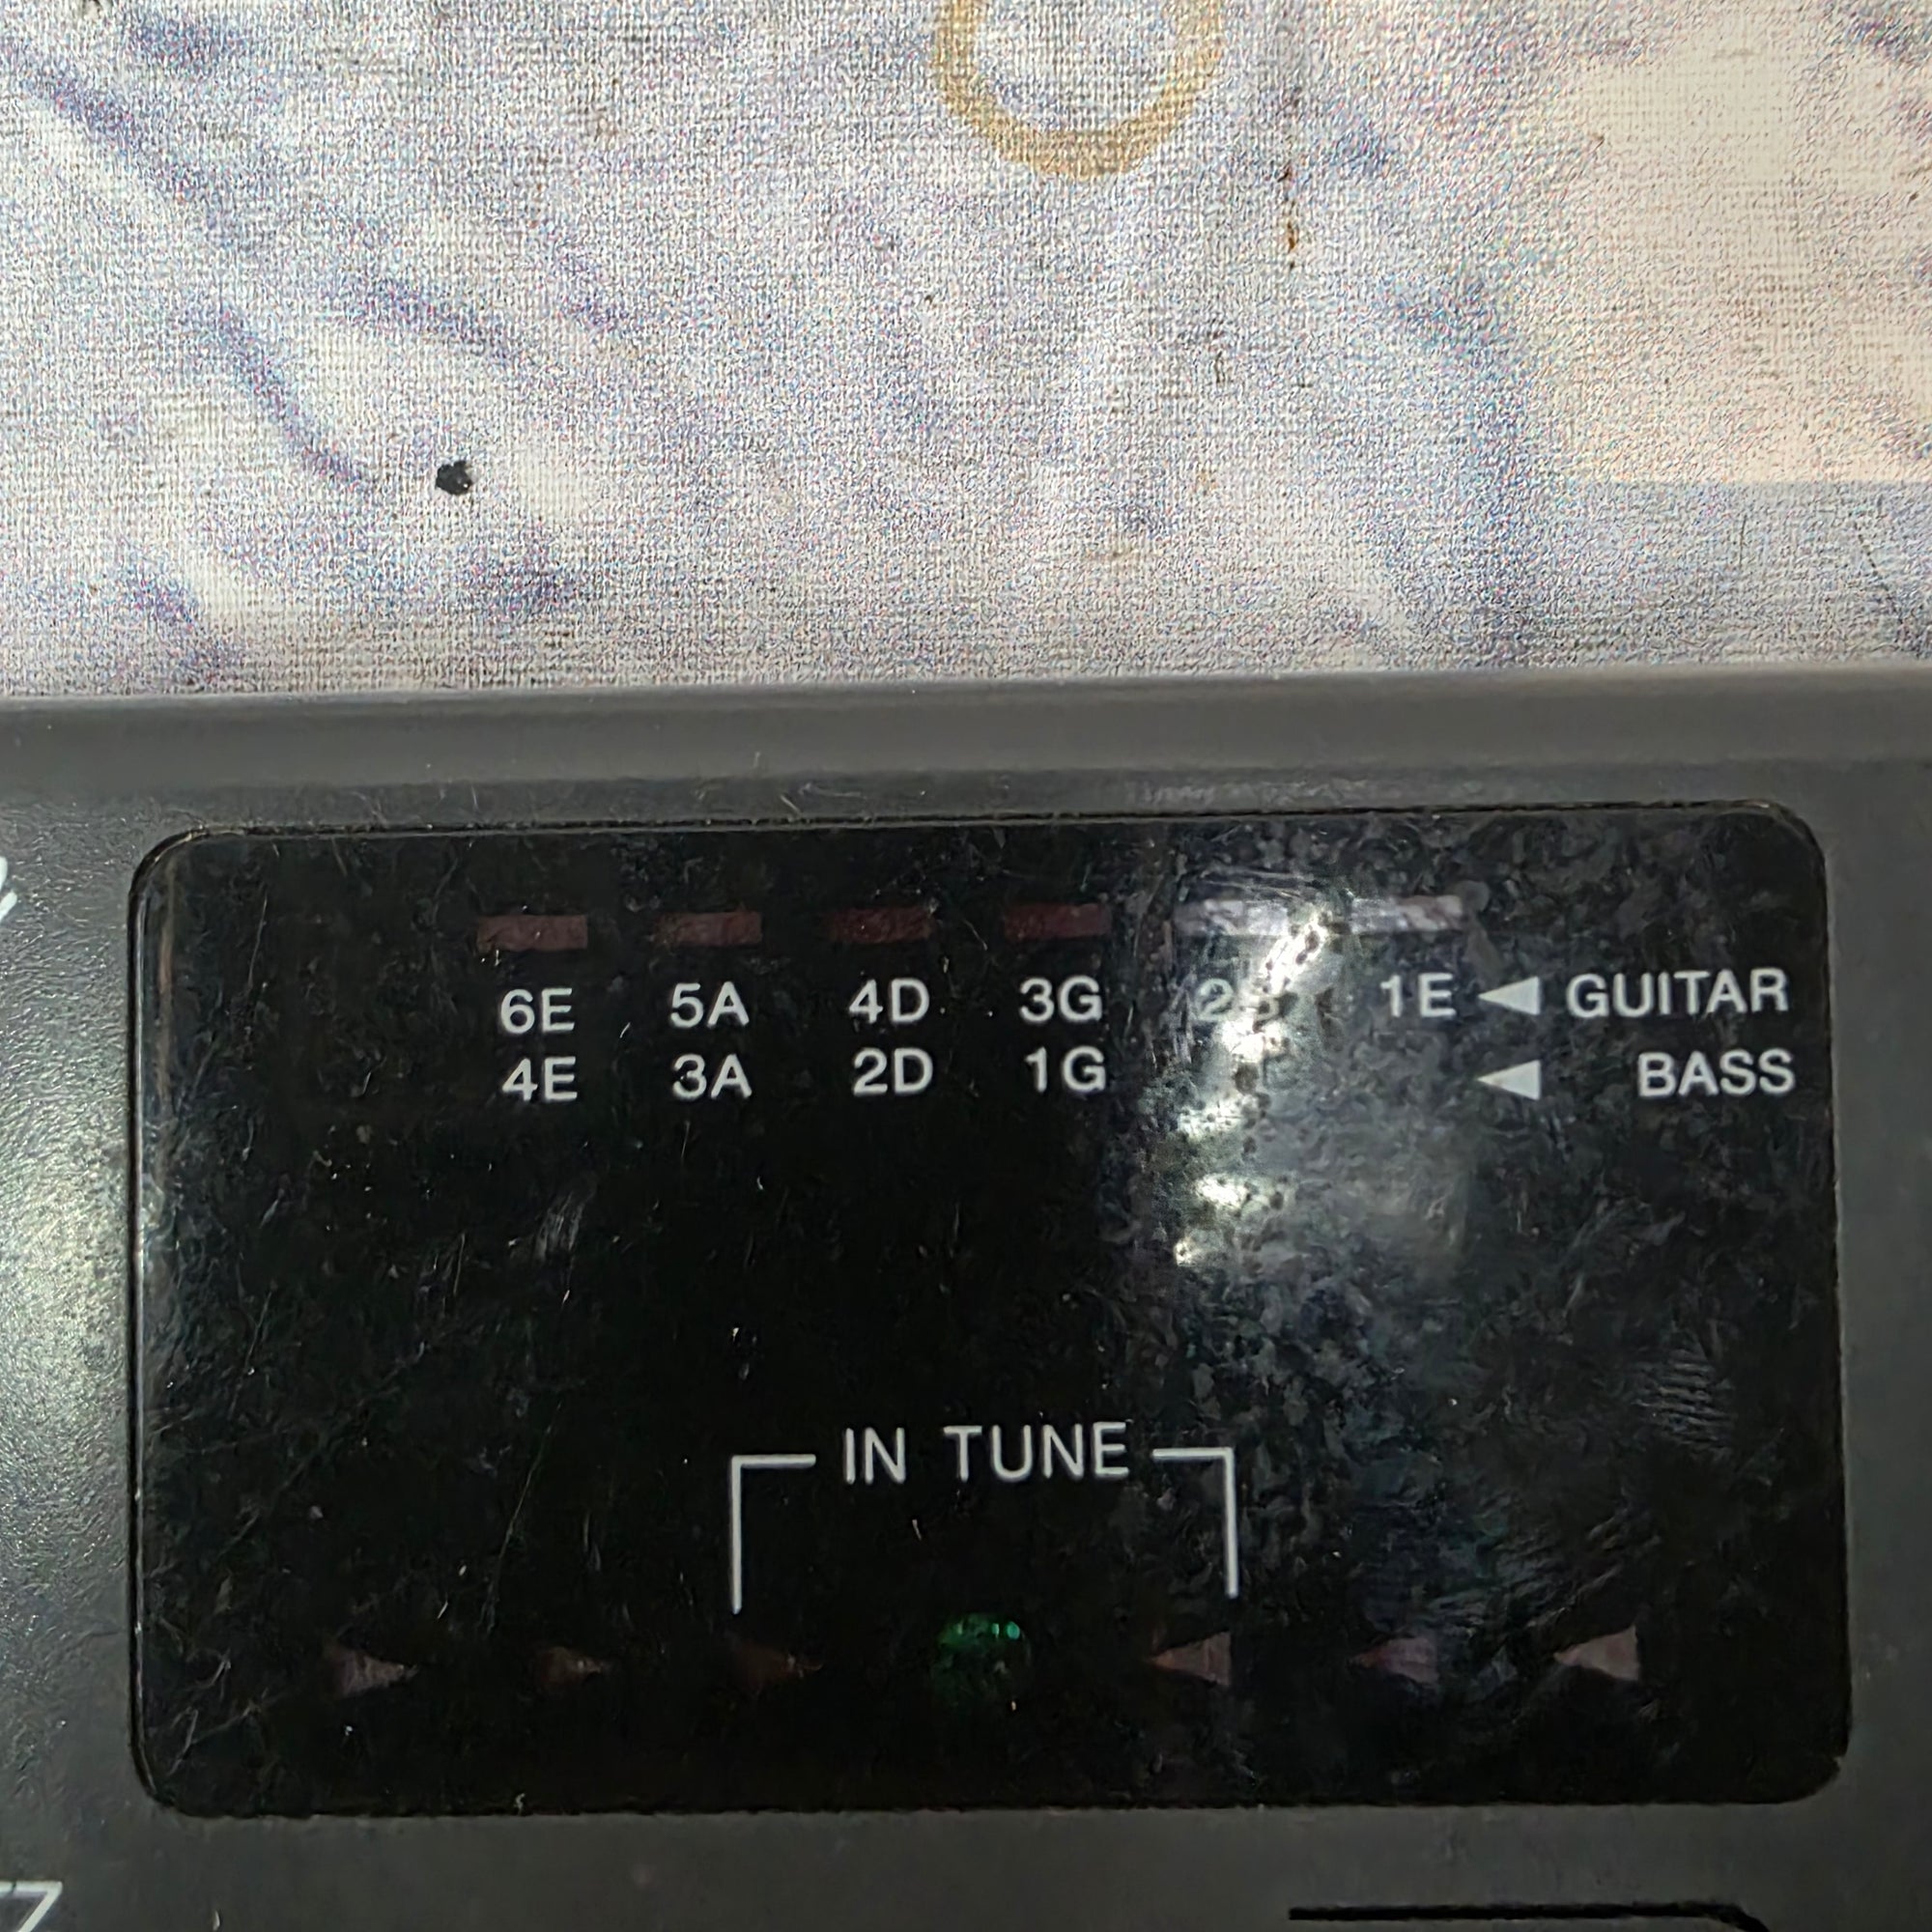 6E 5A 4D 3G 1E ◀ GUITAR
4E 3A 2D 1G ◀ BASS
IN TUNE